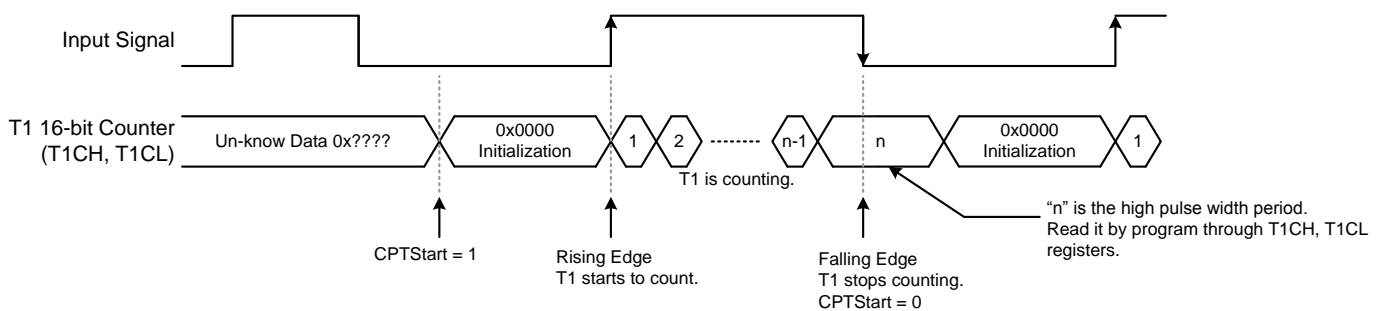 Input Signal
T1 16-bit Counter
(T1CH, T1CL)
Un-know Data 0x????
0x0000
Initialization
1
2
n-1
n
0x0000
Initialization
1
T1 is counting.
CPTStart = 1
Rising Edge
T1 starts to count.
Falling Edge
T1 stops counting.
CPTStart = 0
“n” is the high pulse width period.
Read it by program through T1CH, T1CL
registers.